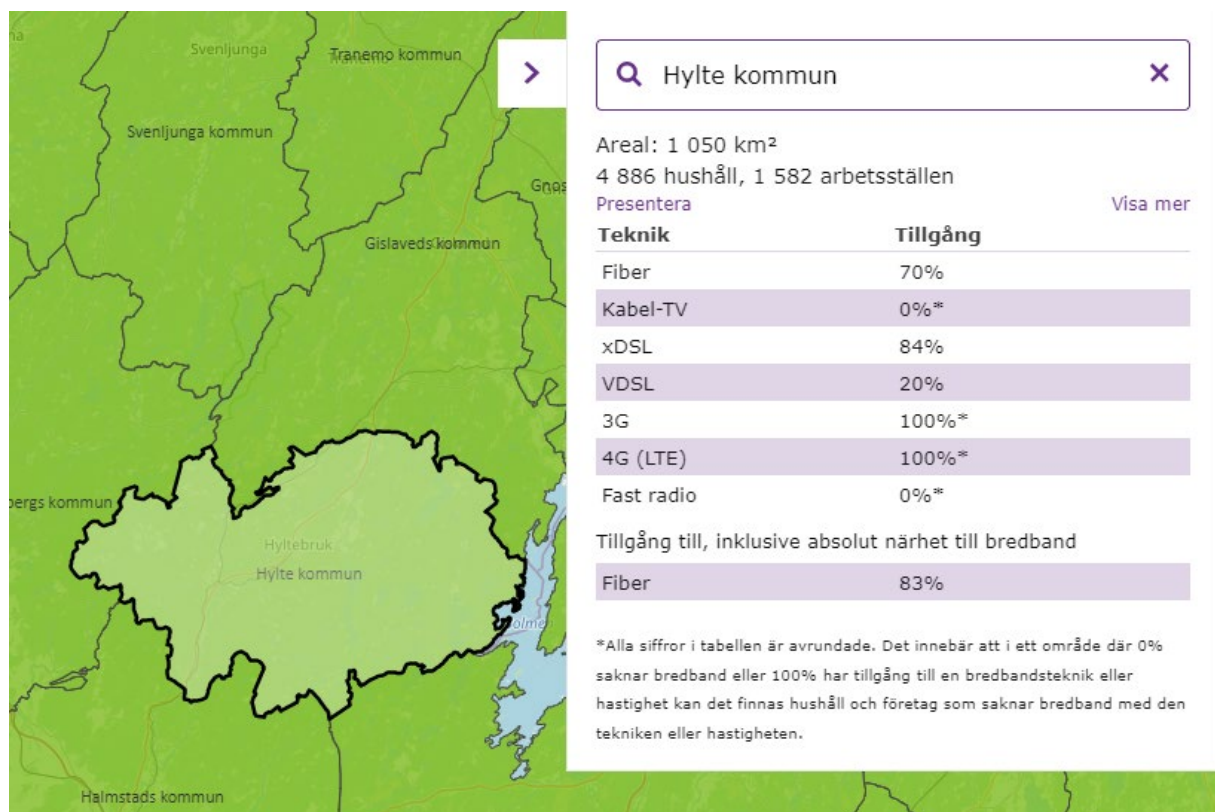 Svenljunga
Tranemo kommun
Svenljunga kommun
Gislaveds kommun
bergs kommun
Hyltebruk
Hylte kommun
Halmstads kommun
Hylte kommun
Areal: 1 050 km²
4 886 hushåll, 1 582 arbetsställen
Presentera Visa mer
Teknik Tillgång
Fiber 70%
Kabel-TV 0%*
xDSL 84%
VDSL 20%
3G 100%*
4G (LTE) 100%*
Fast radio 0%*
Tillgång till, inklusive absolut närhet till bredband
Fiber 83%
*Alla siffror i tabellen är avrundade. Det innebär att i ett område där 0%
saknar bredband eller 100% har tillgång till en bredbandsteknik eller
hastighet kan det finnas hushåll och företag som saknar bredband med den
tekniken eller hastigheten.